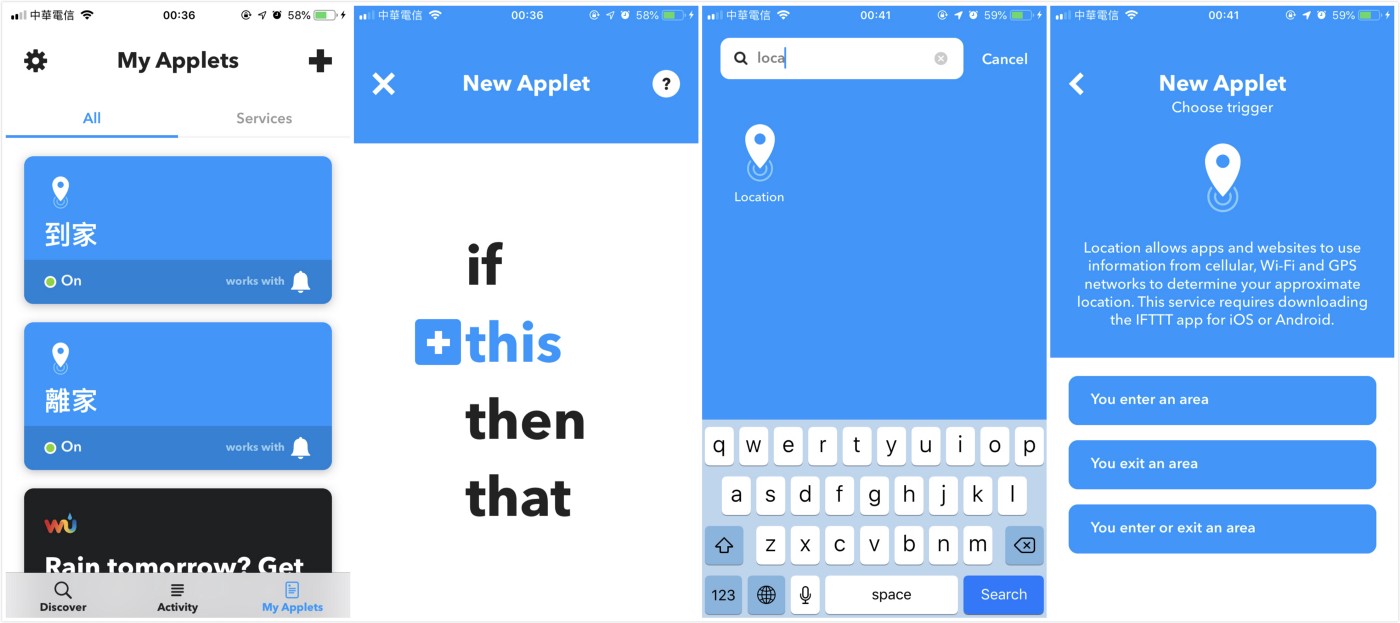 中華電信 00:36 58%
My Applets
All Services
到家
On works with
離家
On works with
wu
Rain tomorrow? Get
Discover Activity My Applets
中華電信 00:36 58%
New Applet ?
if
this
then
that
中華電信 00:41 59%
loca Cancel
Location
q w e r t y u i o p
a s d f g h j k l
z x c v b n m
123 space Search
中華電信 00:41 59%
New Applet
Choose trigger
Location allows apps and websites to use
information from cellular, Wi-Fi and GPS
networks to determine your approximate
location. This service requires downloading
the IFTTT app for iOS or Android.
You enter an area
You exit an area
You enter or exit an area